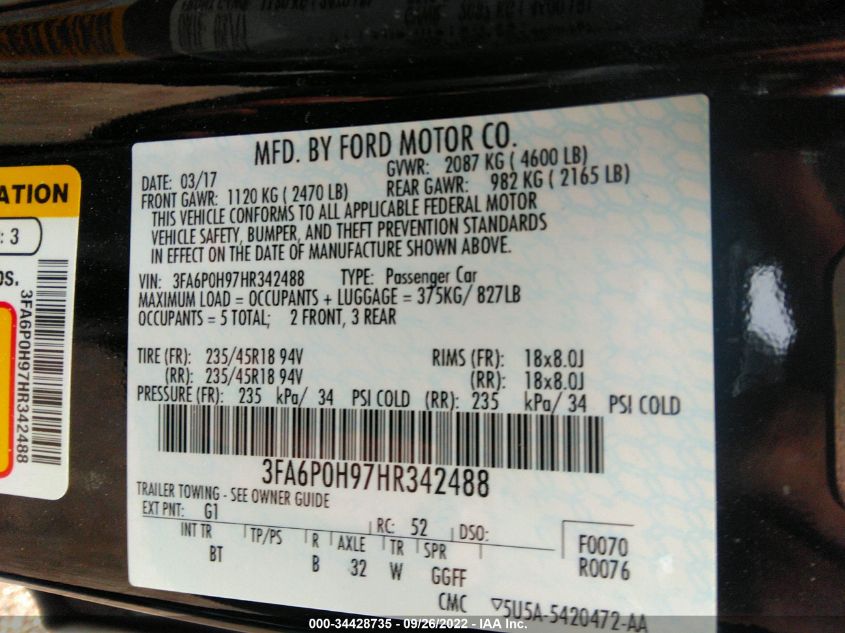 MFD. BY FORD MOTOR CO.
DATE: 03/17 GVWR: 2087 KG ( 4600 LB)
FRONT GAWR: 1120 KG ( 2470 LB) REAR GAWR: 982 KG ( 2165 LB)
THIS VEHICLE CONFORMS TO ALL APPLICABLE FEDERAL MOTOR
VEHICLE SAFETY, BUMPER, AND THEFT PREVENTION STANDARDS
IN EFFECT ON THE DATE OF MANUFACTURE SHOWN ABOVE.
VIN: 3FA6P0H97HR342488 TYPE: Passenger Car
MAXIMUM LOAD = OCCUPANTS + LUGGAGE = 375KG/ 827LB
OCCUPANTS = 5 TOTAL; 2 FRONT, 3 REAR
TIRE (FR): 235/45R18 94V RIMS (FR): 18x8.0J
(RR): 235/45R18 94V (RR): 18x8.0J
PRESSURE (FR): 235 kPa/ 34 PSI COLD (RR): 235 kPa/ 34 PSI COLD
3FA6P0H97HR342488
TRAILER TOWING - SEE OWNER GUIDE
EXT PNT: G1 RC: 52 DSO:
INT TR TP/PS R AXLE TR SPR F0070
BT B 32 W GGFF R0076
CMC ▽5U5A-5420472-AA
ATION
: 3
OS.
3FA6P0H97HR342488
000-34428735 - 09/26/2022 - IAA Inc.